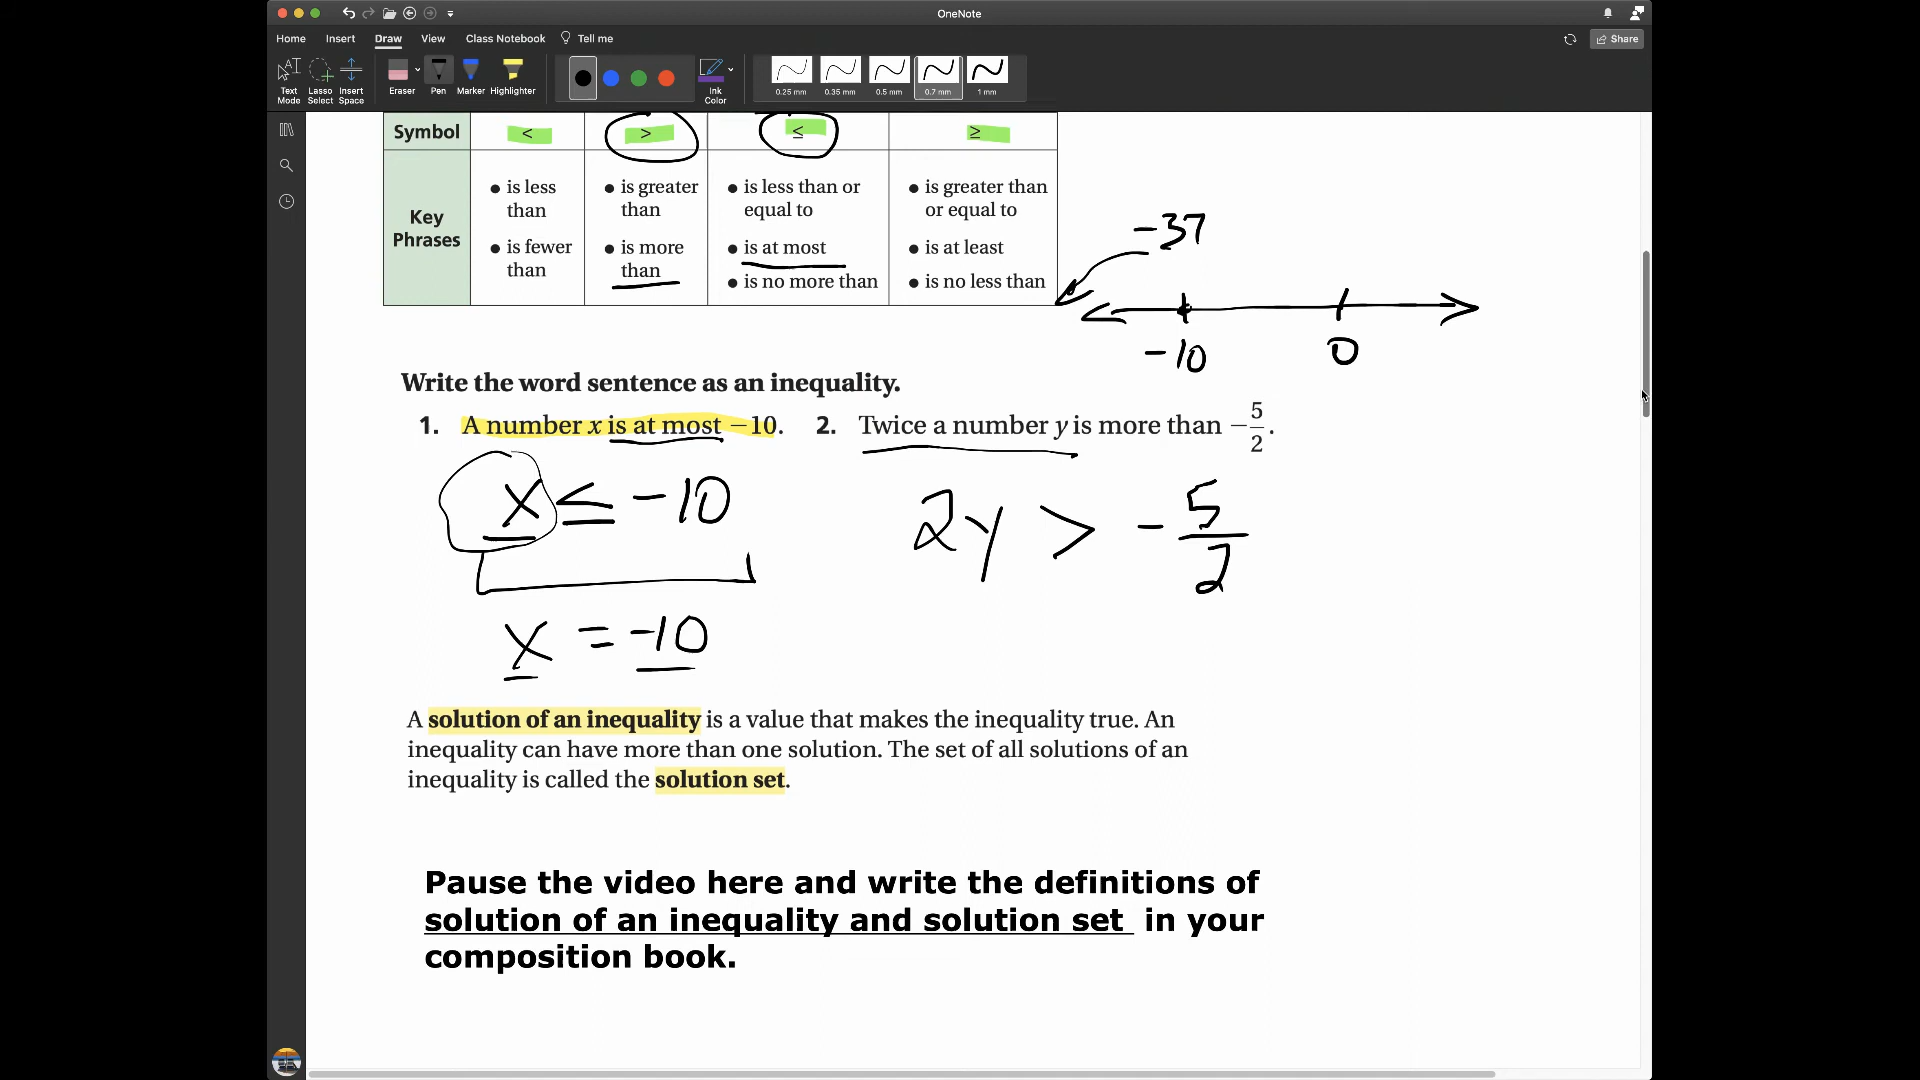 OneNote
Home Insert Draw View Class Notebook Tell me Share
Text Mode Lasso Select Insert Space Eraser Pen Marker Highlighter Ink Color 0.25 mm 0.35 mm 0.5 mm 0.7 mm 1 mm
Symbol < > ≤ ≥
Key Phrases
• is less than
• is fewer than
• is greater than
• is more than
• is less than or equal to
• is at most
• is no more than
• is greater than or equal to
• is at least
• is no less than
-37
-10 0
Write the word sentence as an inequality.
1. A number x is at most −10. 2. Twice a number y is more than −5/2.
x ≤ -10 2y > - 5/2
x = -10
A solution of an inequality is a value that makes the inequality true. An
inequality can have more than one solution. The set of all solutions of an
inequality is called the solution set.
Pause the video here and write the definitions of
solution of an inequality and solution set in your
composition book.